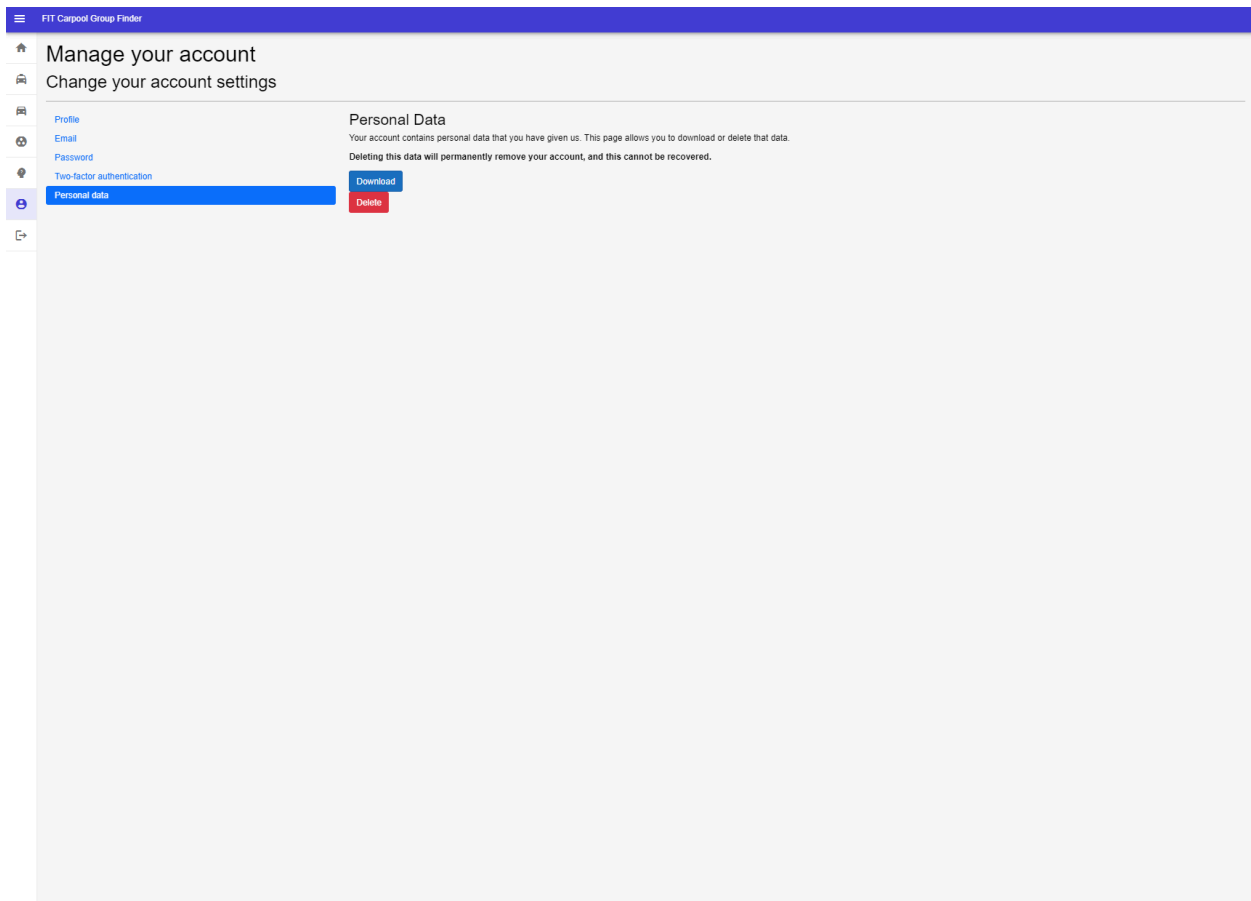 FIT Carpool Group Finder
Manage your account
Change your account settings
Profile
Email
Password
Two-factor authentication
Personal data
Personal Data
Your account contains personal data that you have given us. This page allows you to download or delete that data.
Deleting this data will permanently remove your account, and this cannot be recovered.
Download
Delete